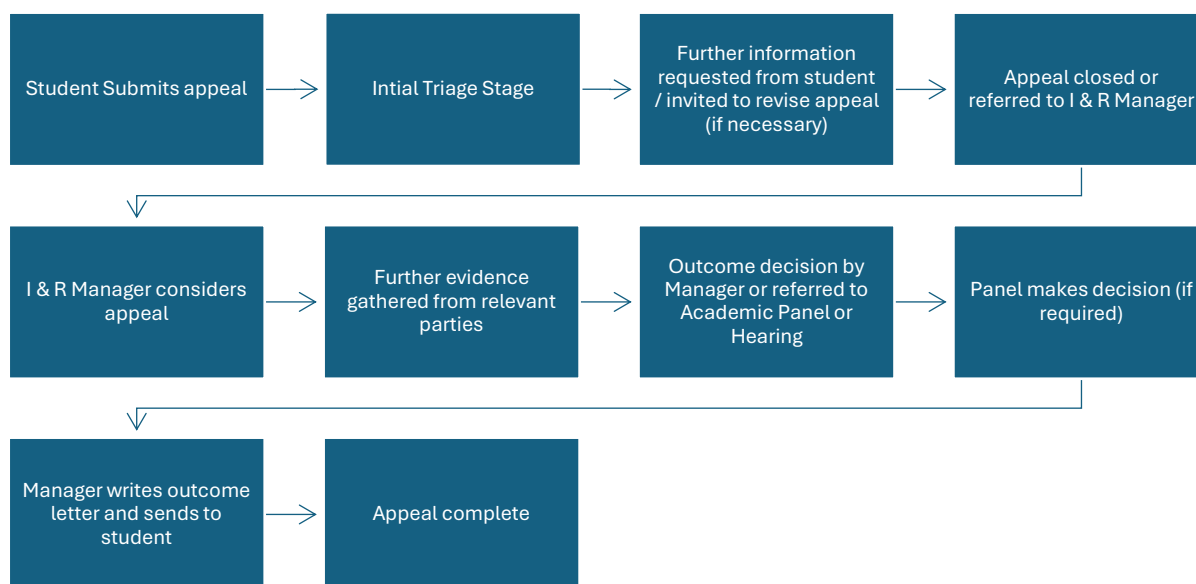 Student Submits appeal
Intial Triage Stage
Further information
requested from student
/ invited to revise appeal
(if necessary)
Appeal closed or
referred to I & R Manager
I & R Manager considers
appeal
Further evidence
gathered from relevant
parties
Outcome decision by
Manager or referred to
Academic Panel or
Hearing
Panel makes decision (if
required)
Manager writes outcome
letter and sends to
student
Appeal complete